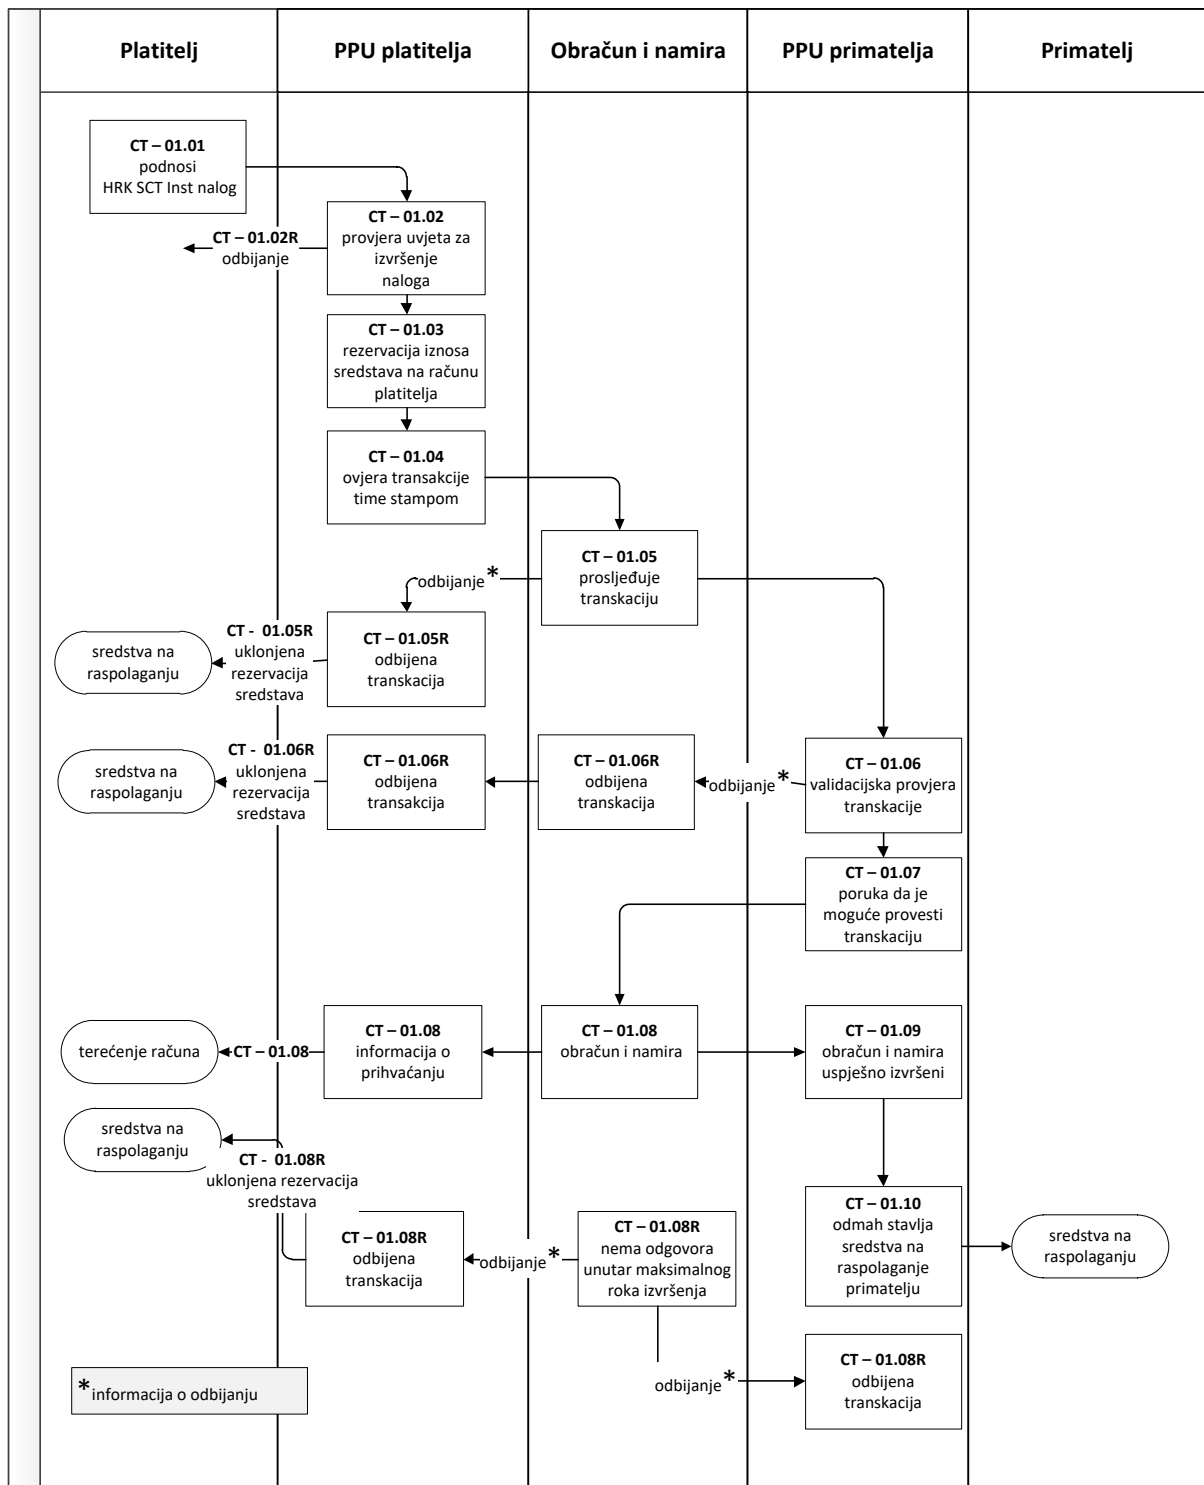 Platitelj
PPU platitelja
Obračun i namira
PPU primatelja
Primatelj
CT – 01.01
podnosi
HRK SCT Inst nalog
CT – 01.02
provjera uvjeta za
izvršenje
naloga
CT – 01.02R
odbijanje
CT – 01.03
rezervacija iznosa
sredstava na računu
platitelja
CT – 01.04
ovjera transakcije
time stampom
CT – 01.05
prosljeđuje
transkaciju
odbijanje*
CT – 01.05R
odbijena
transkacija
CT - 01.05R
uklonjena
rezervacija
sredstava
sredstva na
raspolaganju
CT – 01.06
validacijska provjera
transkacije
odbijanje*
CT – 01.06R
odbijena
transkacija
CT – 01.06R
odbijena
transakcija
CT - 01.06R
uklonjena
rezervacija
sredstava
sredstva na
raspolaganju
CT – 01.07
poruka da je
moguće provesti
transkaciju
CT – 01.08
obračun i namira
CT – 01.08
informacija o
prihvaćanju
CT – 01.08
terećenje računa
CT – 01.09
obračun i namira
uspješno izvršeni
sredstva na
raspolaganju
CT - 01.08R
uklonjena rezervacija
sredstava
CT – 01.08R
odbijena
transkacija
odbijanje*
CT – 01.08R
nema odgovora
unutar maksimalnog
roka izvršenja
CT – 01.10
odmah stavlja
sredstva na
raspolaganje
primatelju
sredstva na
raspolaganju
odbijanje*
CT – 01.08R
odbijena
transkacija
*informacija o odbijanju